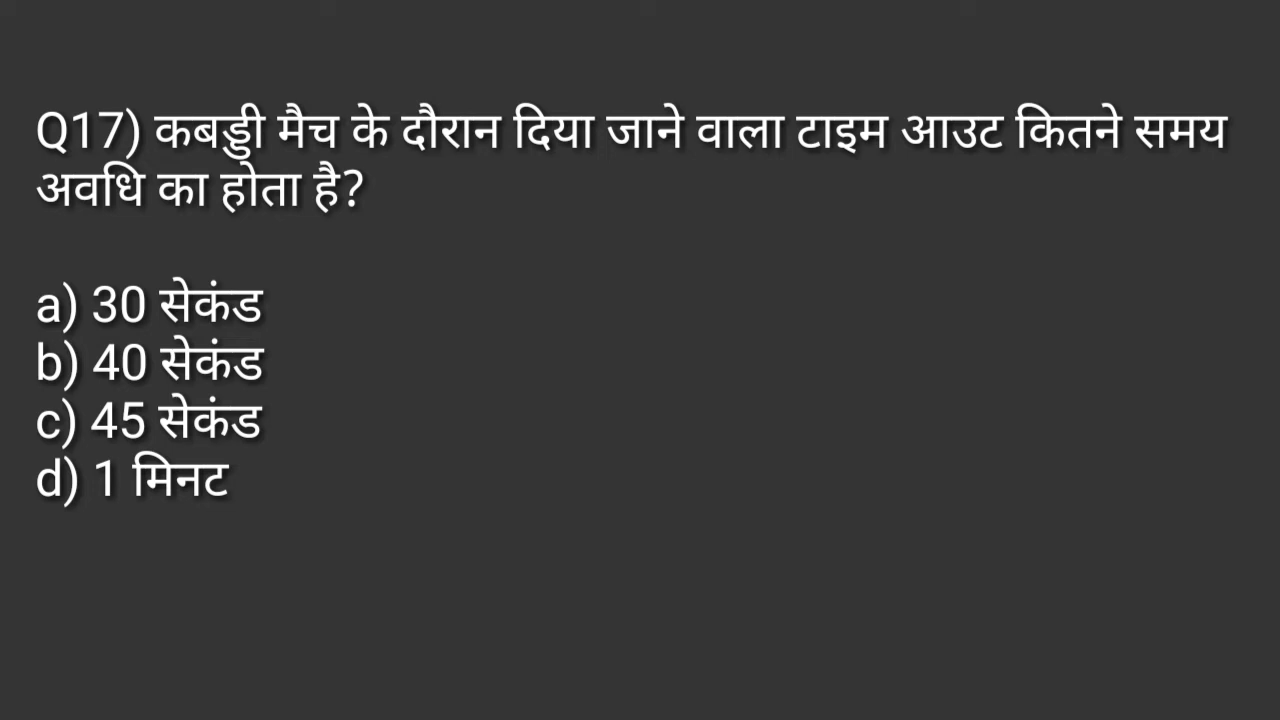 Q17) कबड्डी मैच के दौरान दिया जाने वाला टाइम आउट कितने समय
अवधि का होता है?
a) 30 सेकंड
b) 40 सेकंड
c) 45 सेकंड
d) 1 मिनट